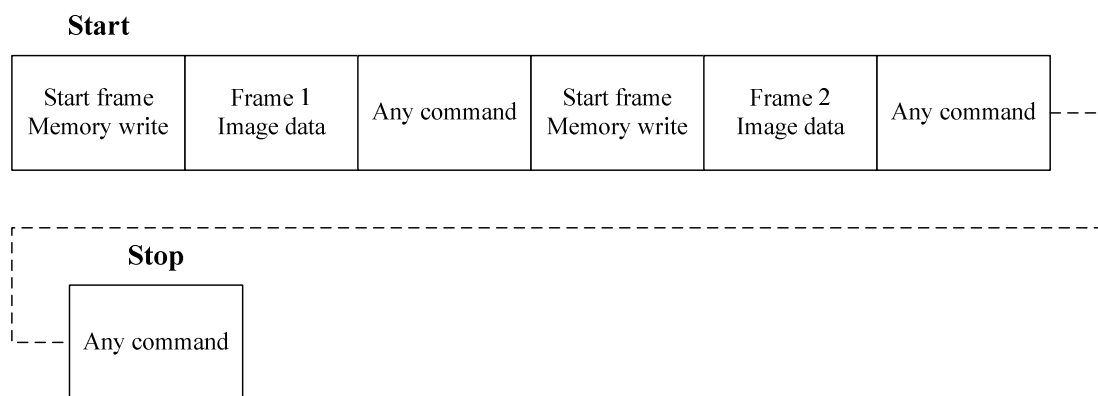 Start
Start frame
Memory write
Frame 1
Image data
Any command
Start frame
Memory write
Frame 2
Image data
Any command
Stop
Any command